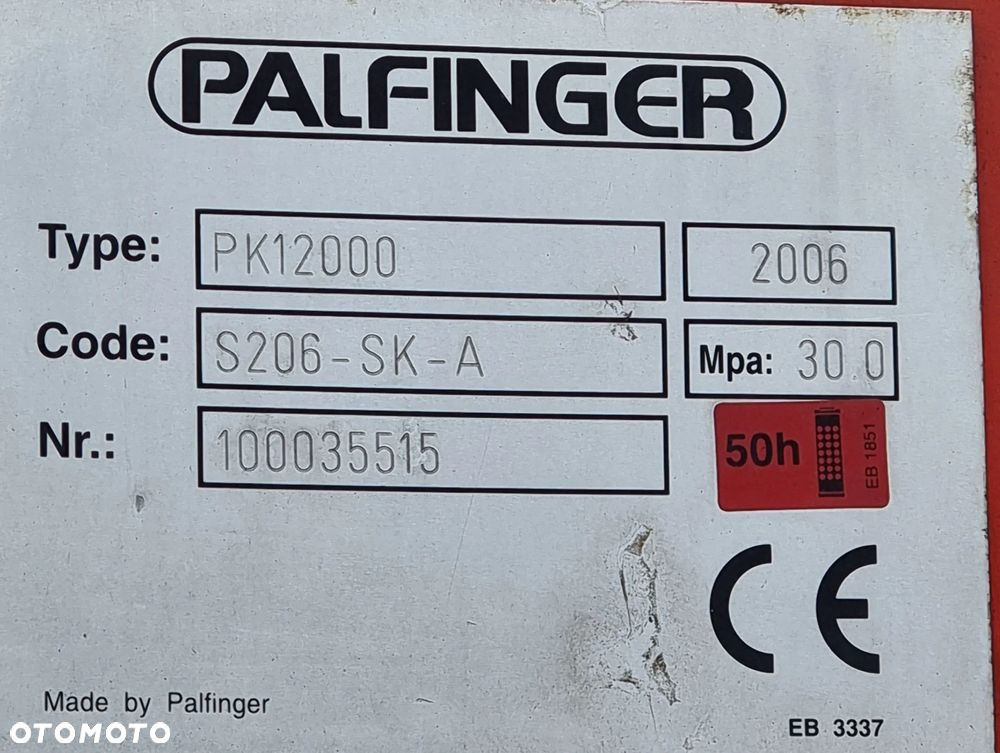 PALFINGER
Type: PK12000 2006
Code: S206-SK-A Mpa: 30.0
Nr.: 100035515
50h EB 1851
CE
Made by Palfinger
OTOMOTO
EB 3337